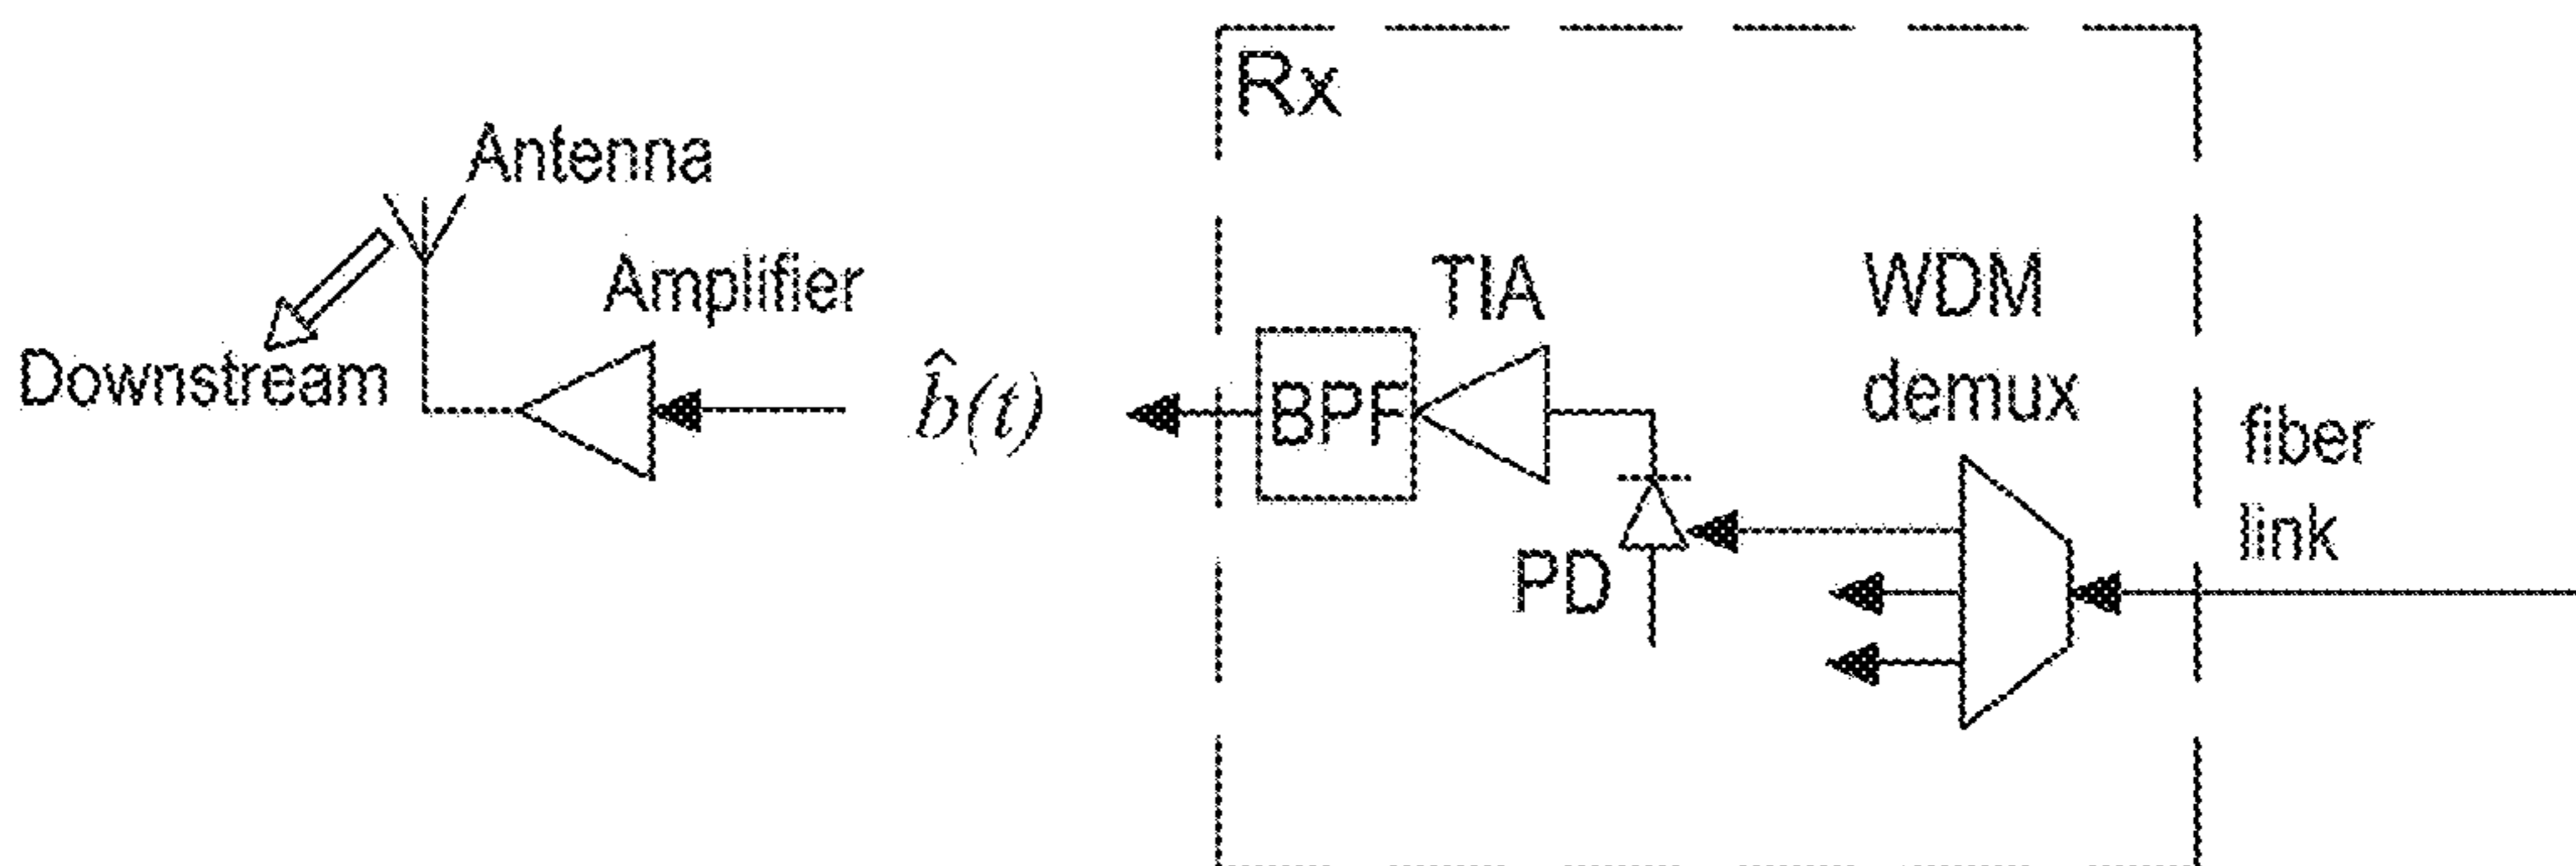 Rx
Antenna
Amplifier
Downstream
b̂(t)
BPF
TIA
PD
WDM
demux
fiber
link